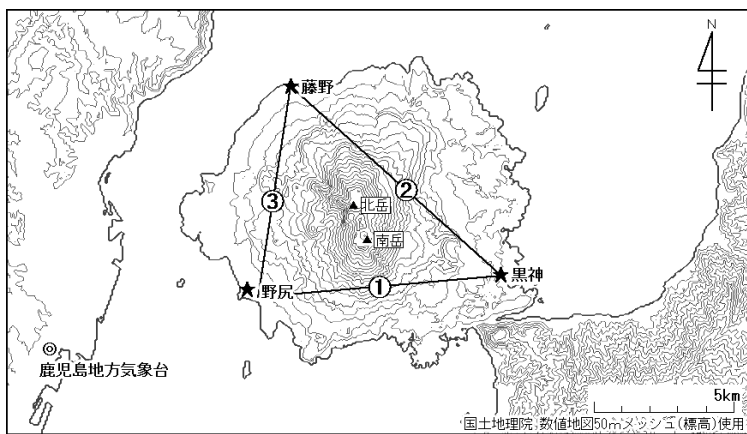 N
藤野
②
③
北岳
南岳
黒神
野尻
①
鹿児島地方気象台
5km
国土地理院 数値地図50mメッシュ(標高)使用